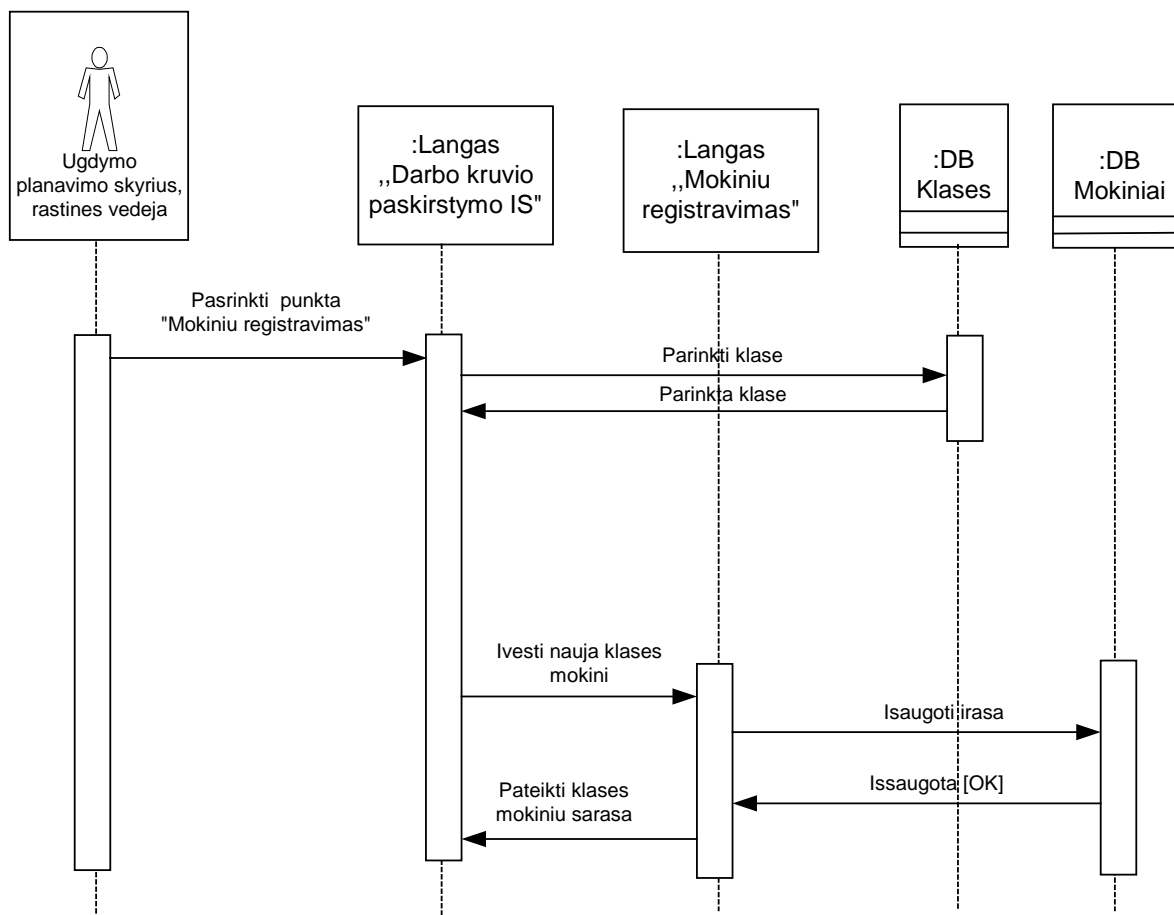 Ugdymo
planavimo skyrius,
rastines vedeja
:Langas
,,Darbo kruvio
paskirstymo IS"
:Langas
,,Mokiniu
registravimas"
:DB
Klases
:DB
Mokiniai
Pasrinkti punkta
"Mokiniu registravimas"
Parinkti klase
Parinkta klase
Ivesti nauja klases
mokini
Isaugoti irasa
Issaugota [OK]
Pateikti klases
mokiniu sarasa